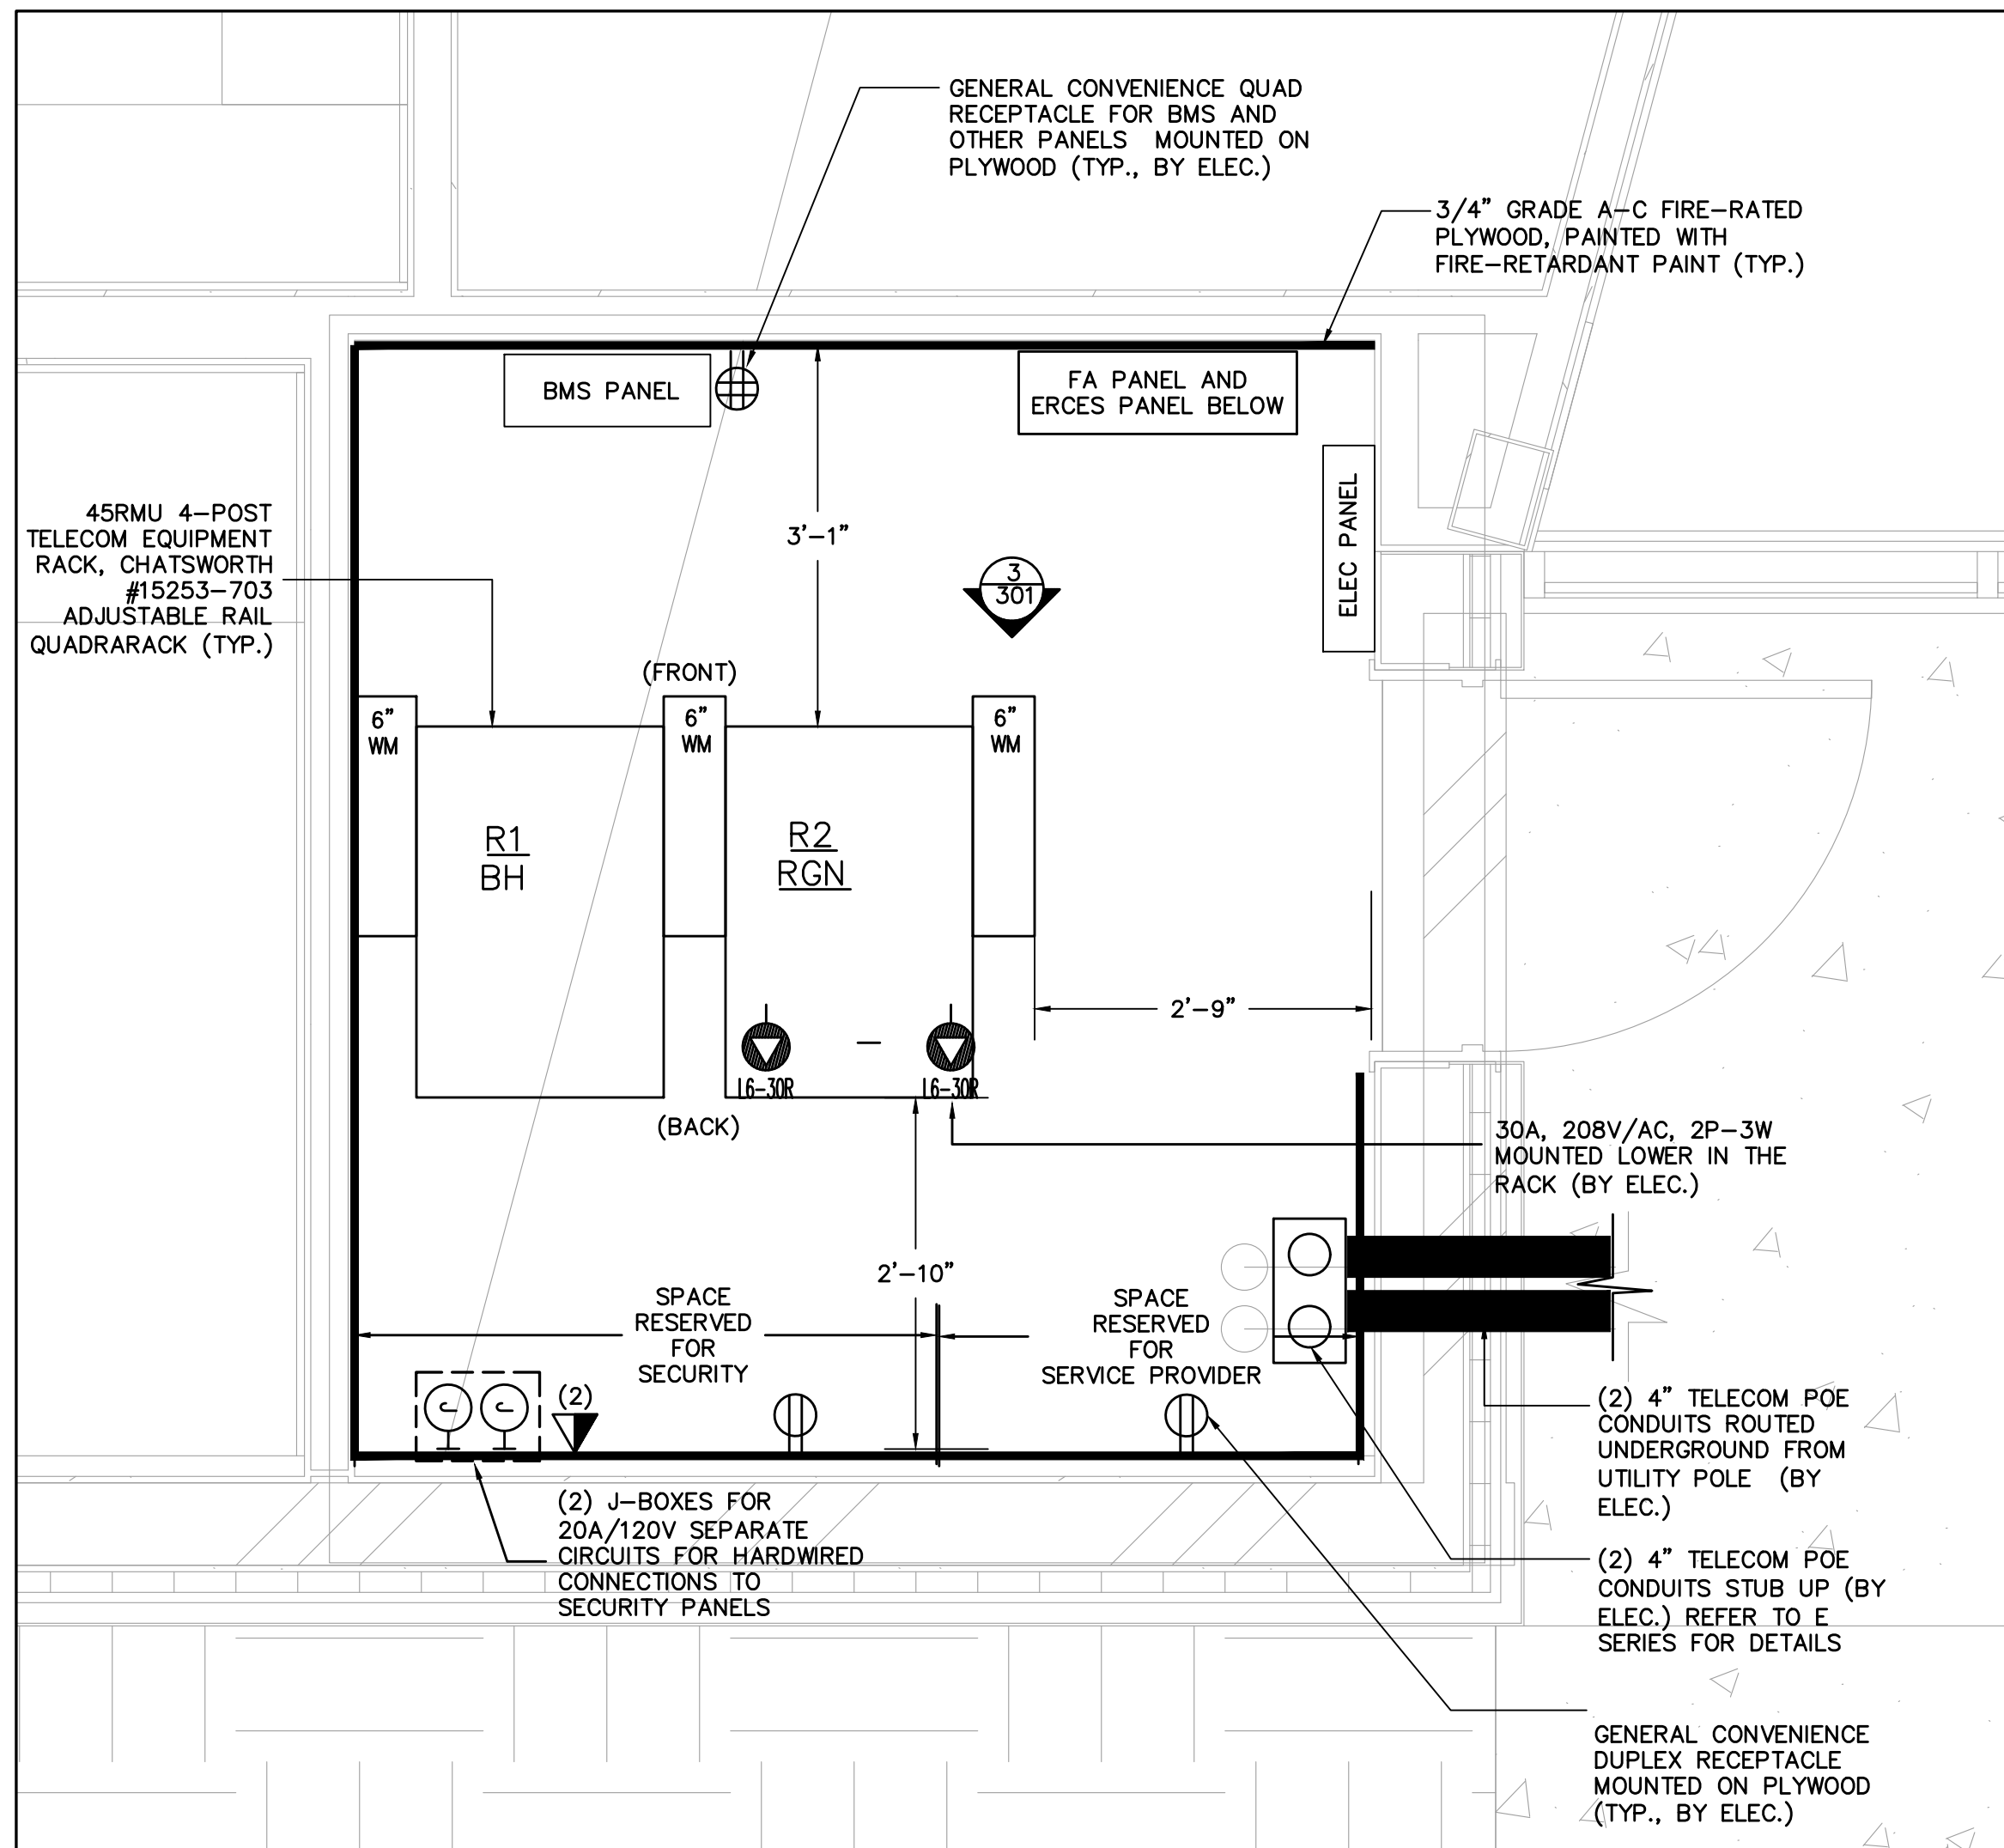 GENERAL CONVENIENCE QUAD
RECEPTACLE FOR BMS AND
OTHER PANELS MOUNTED ON
PLYWOOD (TYP., BY ELEC.)
3/4” GRADE A-C FIRE-RATED
PLYWOOD, PAINTED WITH
FIRE-RETARDANT PAINT (TYP.)
BMS PANEL
FA PANEL AND
ERCES PANEL BELOW
ELEC PANEL
45RMU 4-POST
TELECOM EQUIPMENT
RACK, CHATSWORTH
#15253-703
ADJUSTABLE RAIL
QUADRARACK (TYP.)
3’-1”
3
301
(FRONT)
6”
WM
6”
WM
6”
WM
R1
BH
R2
RGN
2’-9”
L6-30R
L6-30R
(BACK)
30A, 208V/AC, 2P-3W
MOUNTED LOWER IN THE
RACK (BY ELEC.)
2’-10”
SPACE
RESERVED
FOR
SECURITY
SPACE
RESERVED
FOR
SERVICE PROVIDER
(2)
J
J
(2) 4” TELECOM POE
CONDUITS ROUTED
UNDERGROUND FROM
UTILITY POLE (BY
ELEC.)
(2) J-BOXES FOR
20A/120V SEPARATE
CIRCUITS FOR HARDWIRED
CONNECTIONS TO
SECURITY PANELS
(2) 4” TELECOM POE
CONDUITS STUB UP (BY
ELEC.) REFER TO E
SERIES FOR DETAILS
GENERAL CONVENIENCE
DUPLEX RECEPTACLE
MOUNTED ON PLYWOOD
(TYP., BY ELEC.)